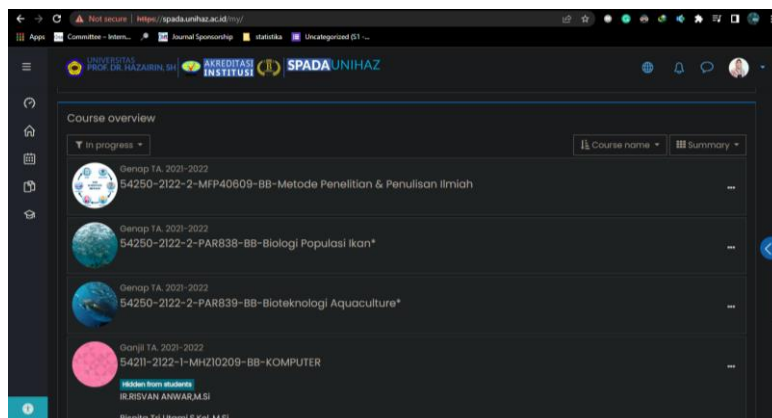 Not secure | https://spada.unihaz.ac.id/my/
Apps Committee - Intern... Journal Sponsorship statistika Uncategorized (S1 -...
UNIVERSITAS
PROF. DR. HAZAIRIN, SH
AKREDITASI
INSTITUSI
SPADA UNIHAZ
Course overview
In progress Course name Summary
Genap TA. 2021-2022
54250-2122-2-MFP40609-BB-Metode Penelitian & Penulisan Ilmiah
Genap TA. 2021-2022
54250-2122-2-PAR838-BB-Biologi Populasi Ikan*
Genap TA. 2021-2022
54250-2122-2-PAR839-BB-Bioteknologi Aquaculture*
Ganjil TA. 2021-2022
54211-2122-1-MHZ10209-BB-KOMPUTER
Hidden from students
IR.RISVAN ANWAR,M.Si